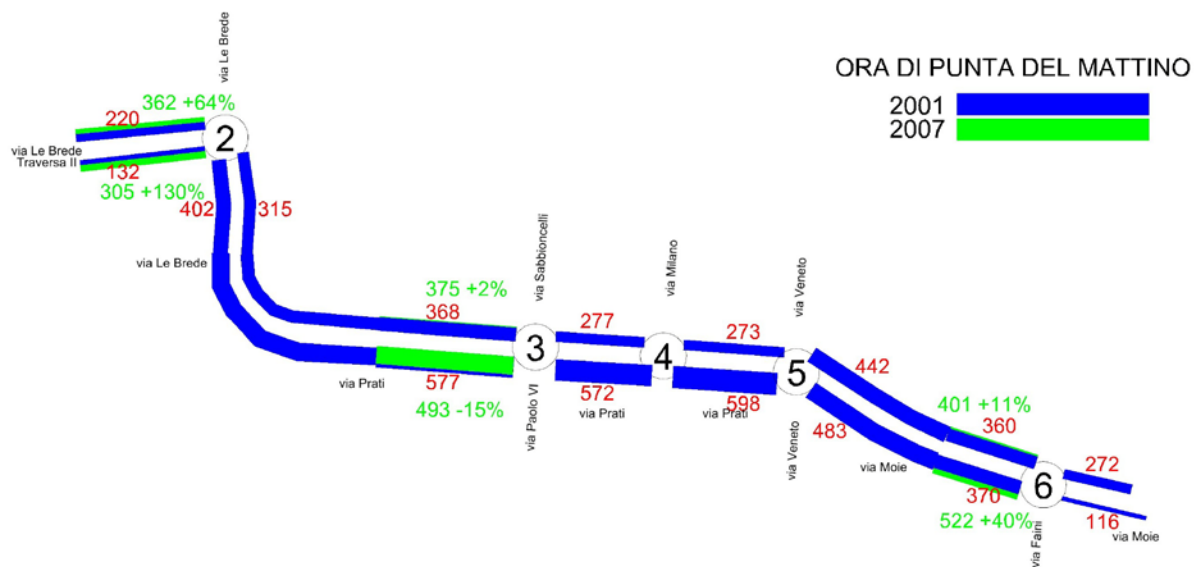 ORA DI PUNTA DEL MATTINO
2001
2007
via Le Brede
362 +64%
220
2
via Le Brede
Traversa II
132
305 +130%
402
315
via Le Brede
375 +2%
368
via Sabbioncelli
3
via Prati
577
493 -15%
via Paolo VI
277
via Milano
4
572
via Prati
273
via Veneto
5
598
via Prati
via Veneto
442
483
via Moie
401 +11%
360
370
522 +40%
6
via Faini
272
116
via Moie